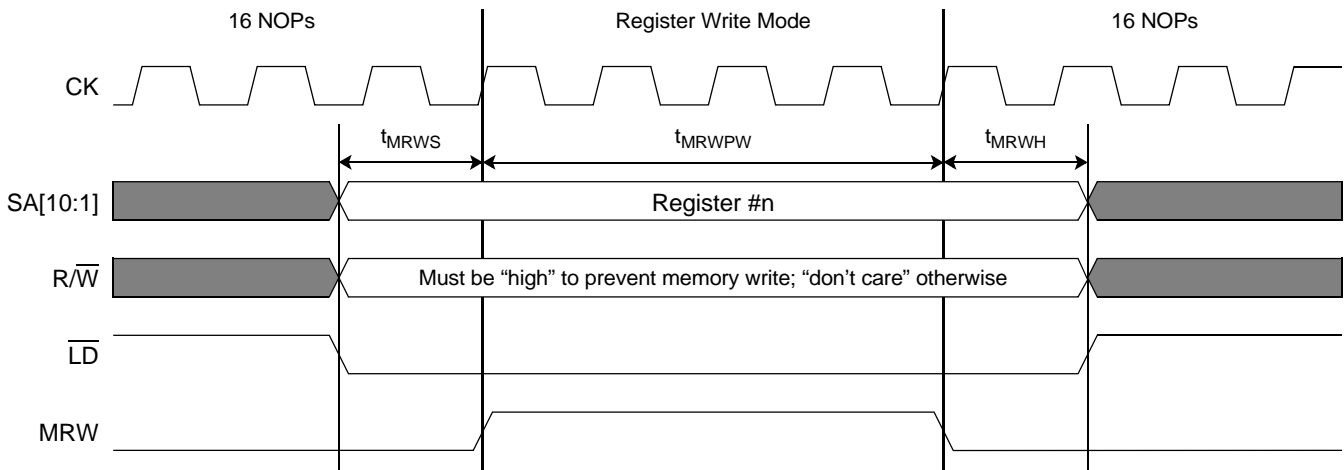 16 NOPs Register Write Mode 16 NOPs
CK
tMRWS tMRWPW tMRWH
SA[10:1] Register #n
R/W̅ Must be “high” to prevent memory write; “don’t care” otherwise
L̅D̅
MRW